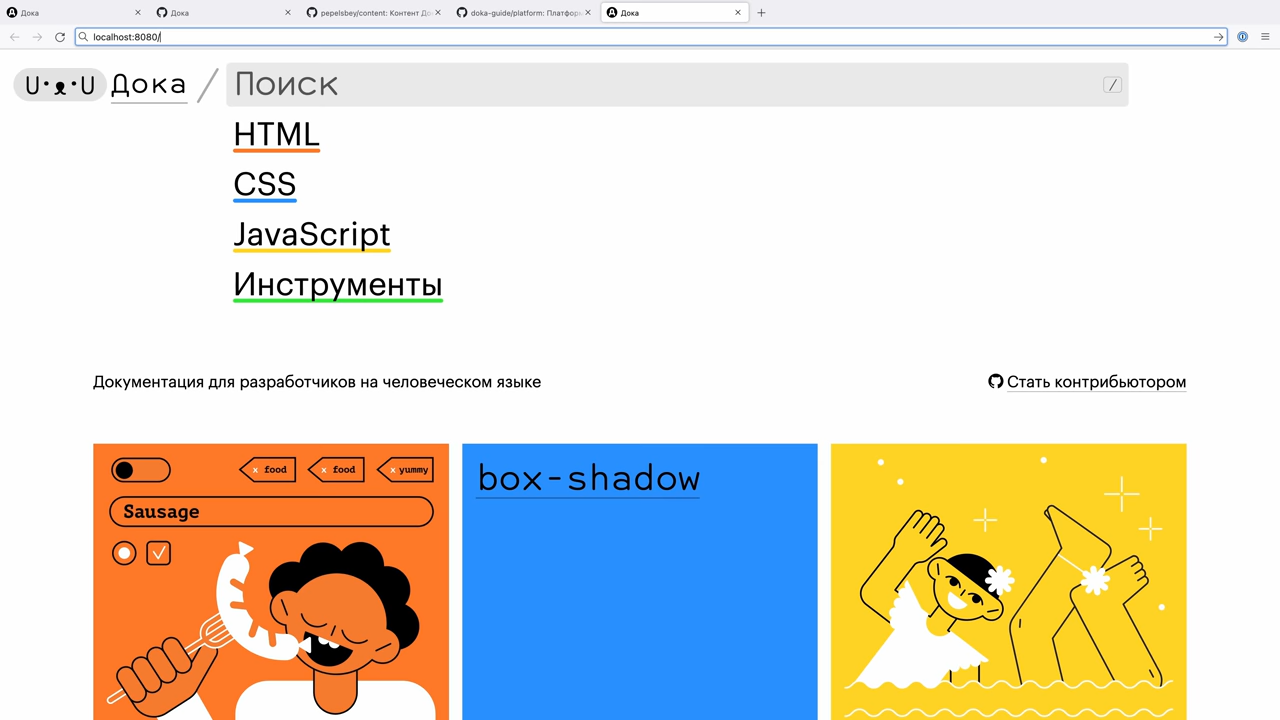 Дока
Дока
pepelsbey/content: Контент До
doka-guide/platform: Платфор
Дока
localhost:8080/
U U Дока / Поиск /
HTML
CSS
JavaScript
Инструменты
Документация для разработчиков на человеческом языке
Стать контрибьютором
x food
x food
x yummy
Sausage
box-shadow